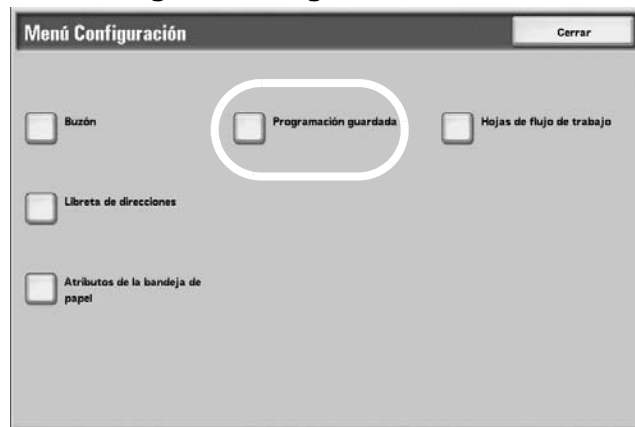 Menú Configuración
Cerrar
Buzón
Programación guardada
Hojas de flujo de trabajo
Libreta de direcciones
Atributos de la bandeja de
papel